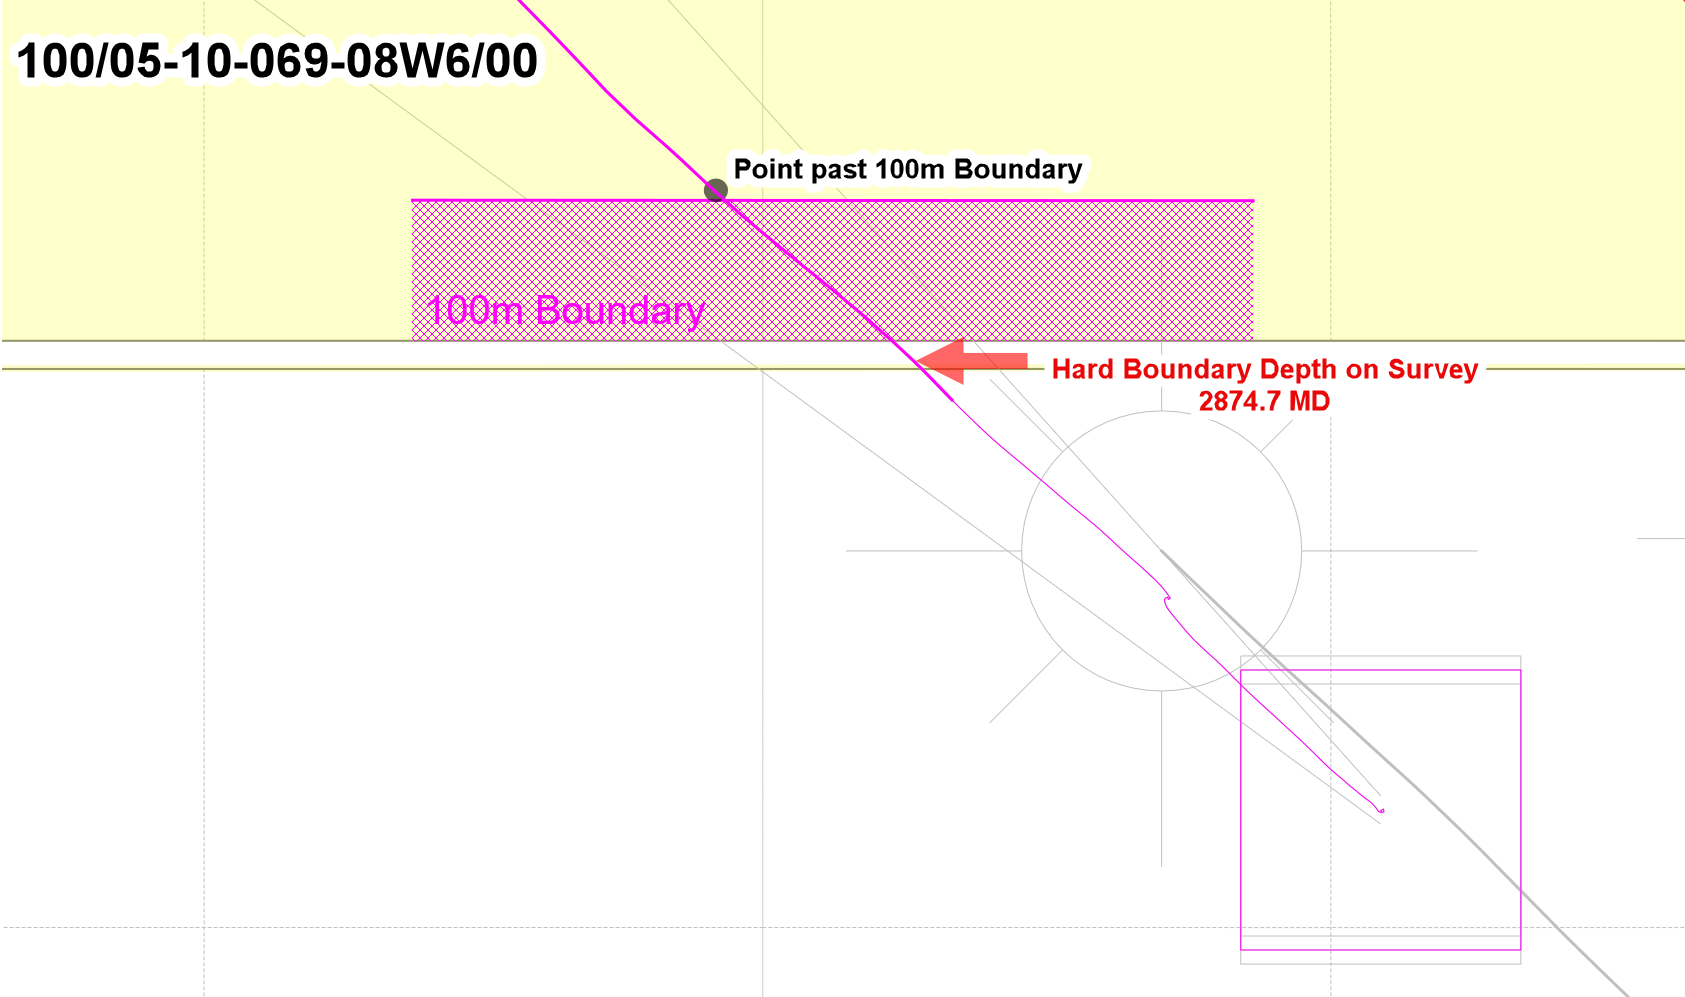 100/05-10-069-08W6/00
Point past 100m Boundary
100m Boundary
Hard Boundary Depth on Survey
2874.7 MD